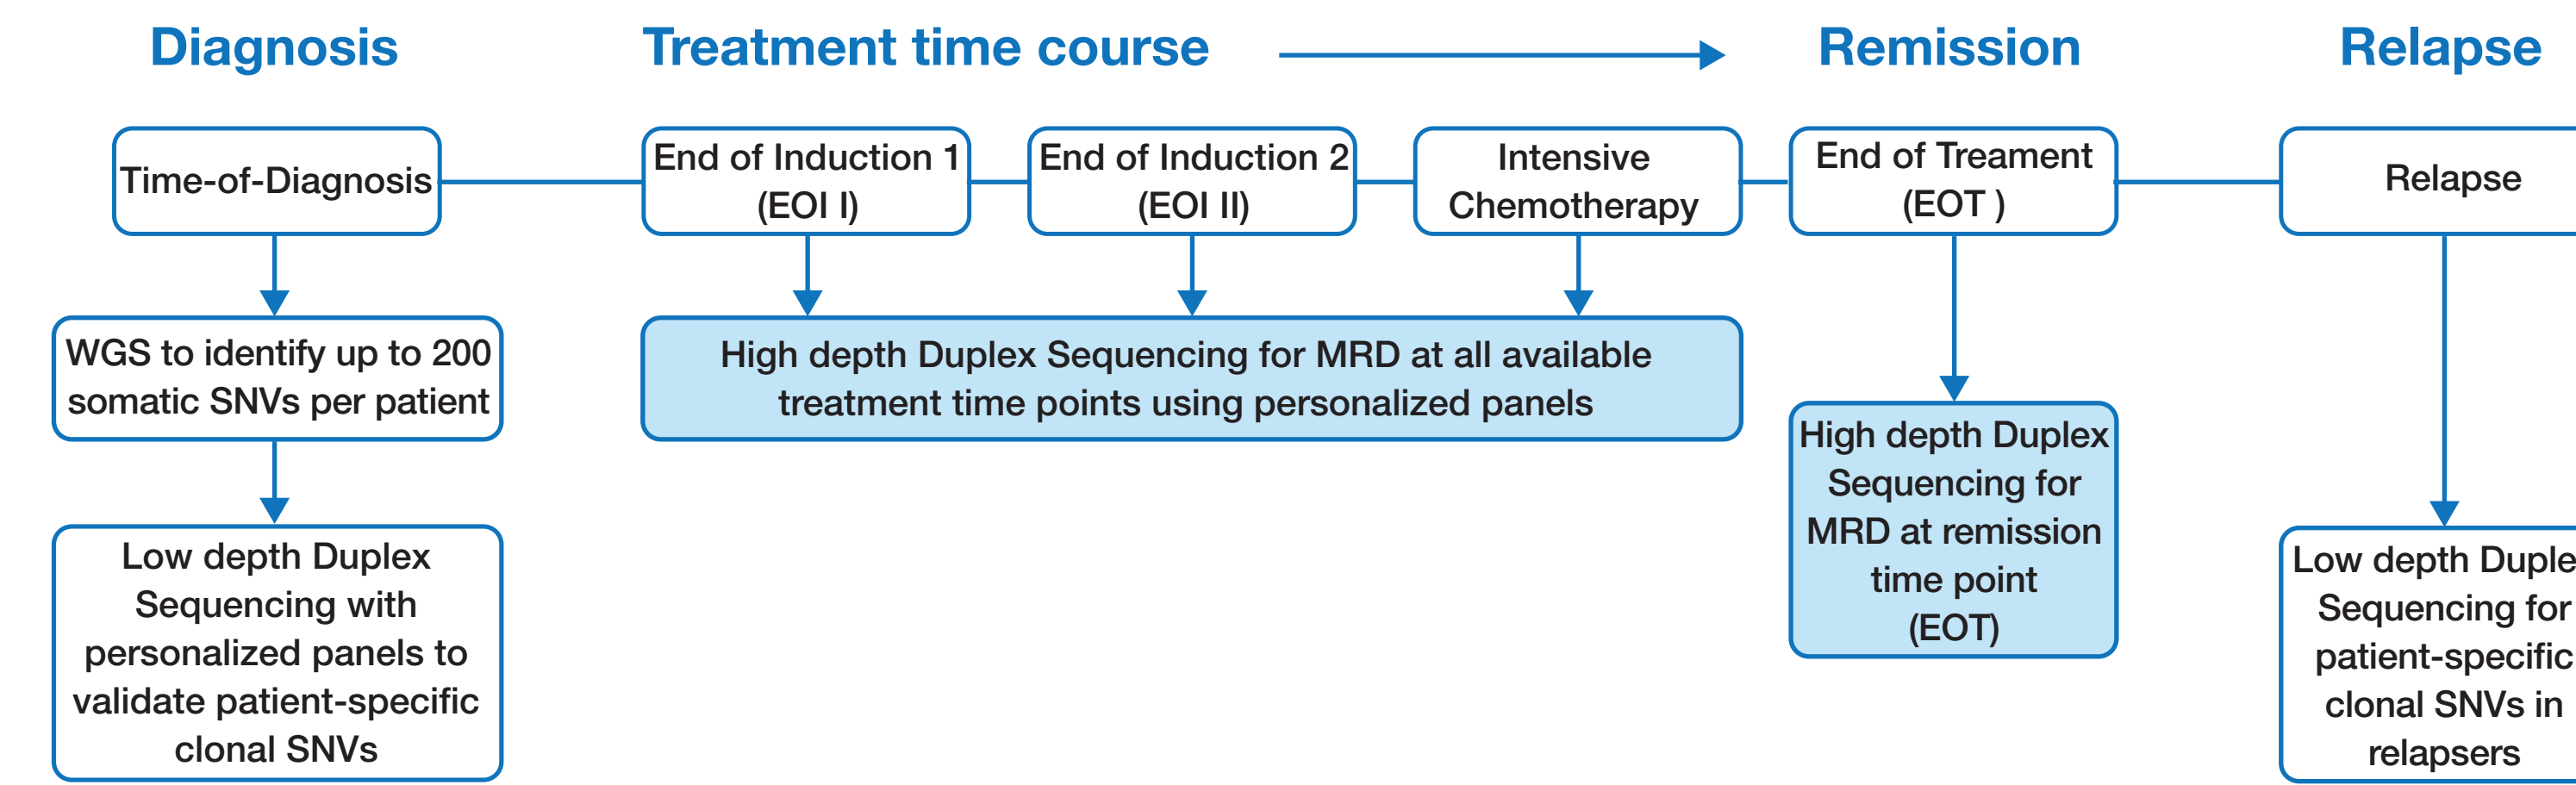 Diagnosis
Treatment time course
Remission
Relapse
Time-of-Diagnosis
End of Induction 1
(EOI I)
End of Induction 2
(EOI II)
Intensive
Chemotherapy
End of Treament
(EOT )
Relapse
WGS to identify up to 200
somatic SNVs per patient
High depth Duplex Sequencing for MRD at all available
treatment time points using personalized panels
High depth Duplex
Sequencing for
MRD at remission
time point
(EOT)
Low depth Duplex
Sequencing with
personalized panels to
validate patient-specific
clonal SNVs
Low depth Duple
Sequencing for
patient-specific
clonal SNVs in
relapsers